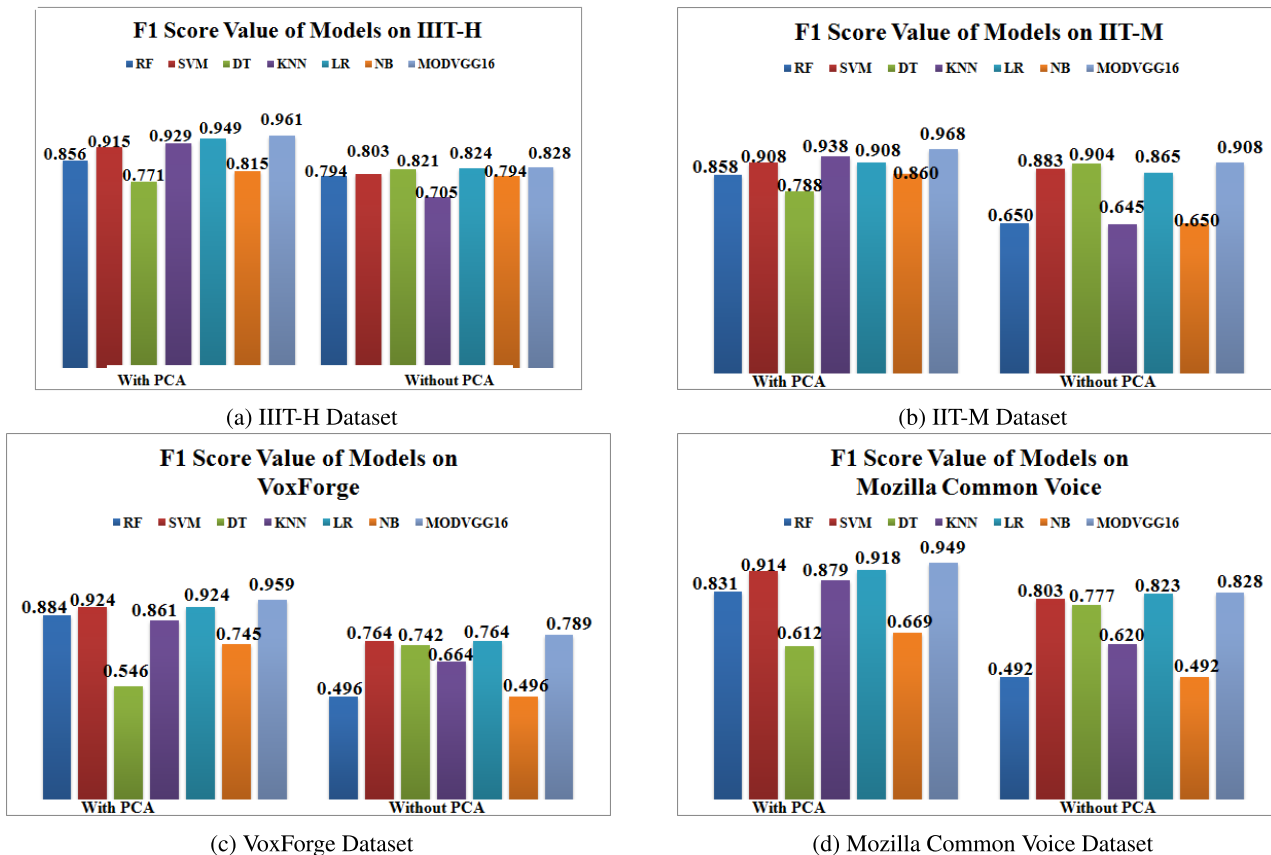 F1 Score Value of Models on IIIT-H
RF SVM DT KNN LR NB MODVGG16
0.856 0.915 0.771 0.929 0.949 0.815 0.961 0.794 0.803 0.821 0.705 0.824 0.794 0.828
With PCA Without PCA
(a) IIIT-H Dataset
F1 Score Value of Models on IIT-M
RF SVM DT KNN LR NB MODVGG16
0.858 0.908 0.788 0.938 0.908 0.860 0.968 0.650 0.883 0.904 0.645 0.865 0.650 0.908
With PCA Without PCA
(b) IIT-M Dataset
F1 Score Value of Models on
VoxForge
RF SVM DT KNN LR NB MODVGG16
0.884 0.924 0.546 0.861 0.924 0.745 0.959 0.496 0.764 0.742 0.664 0.764 0.496 0.789
With PCA Without PCA
(c) VoxForge Dataset
F1 Score Value of Models on
Mozilla Common Voice
RF SVM DT KNN LR NB MODVGG16
0.831 0.914 0.612 0.879 0.918 0.669 0.949 0.492 0.803 0.777 0.620 0.823 0.492 0.828
With PCA Without PCA
(d) Mozilla Common Voice Dataset